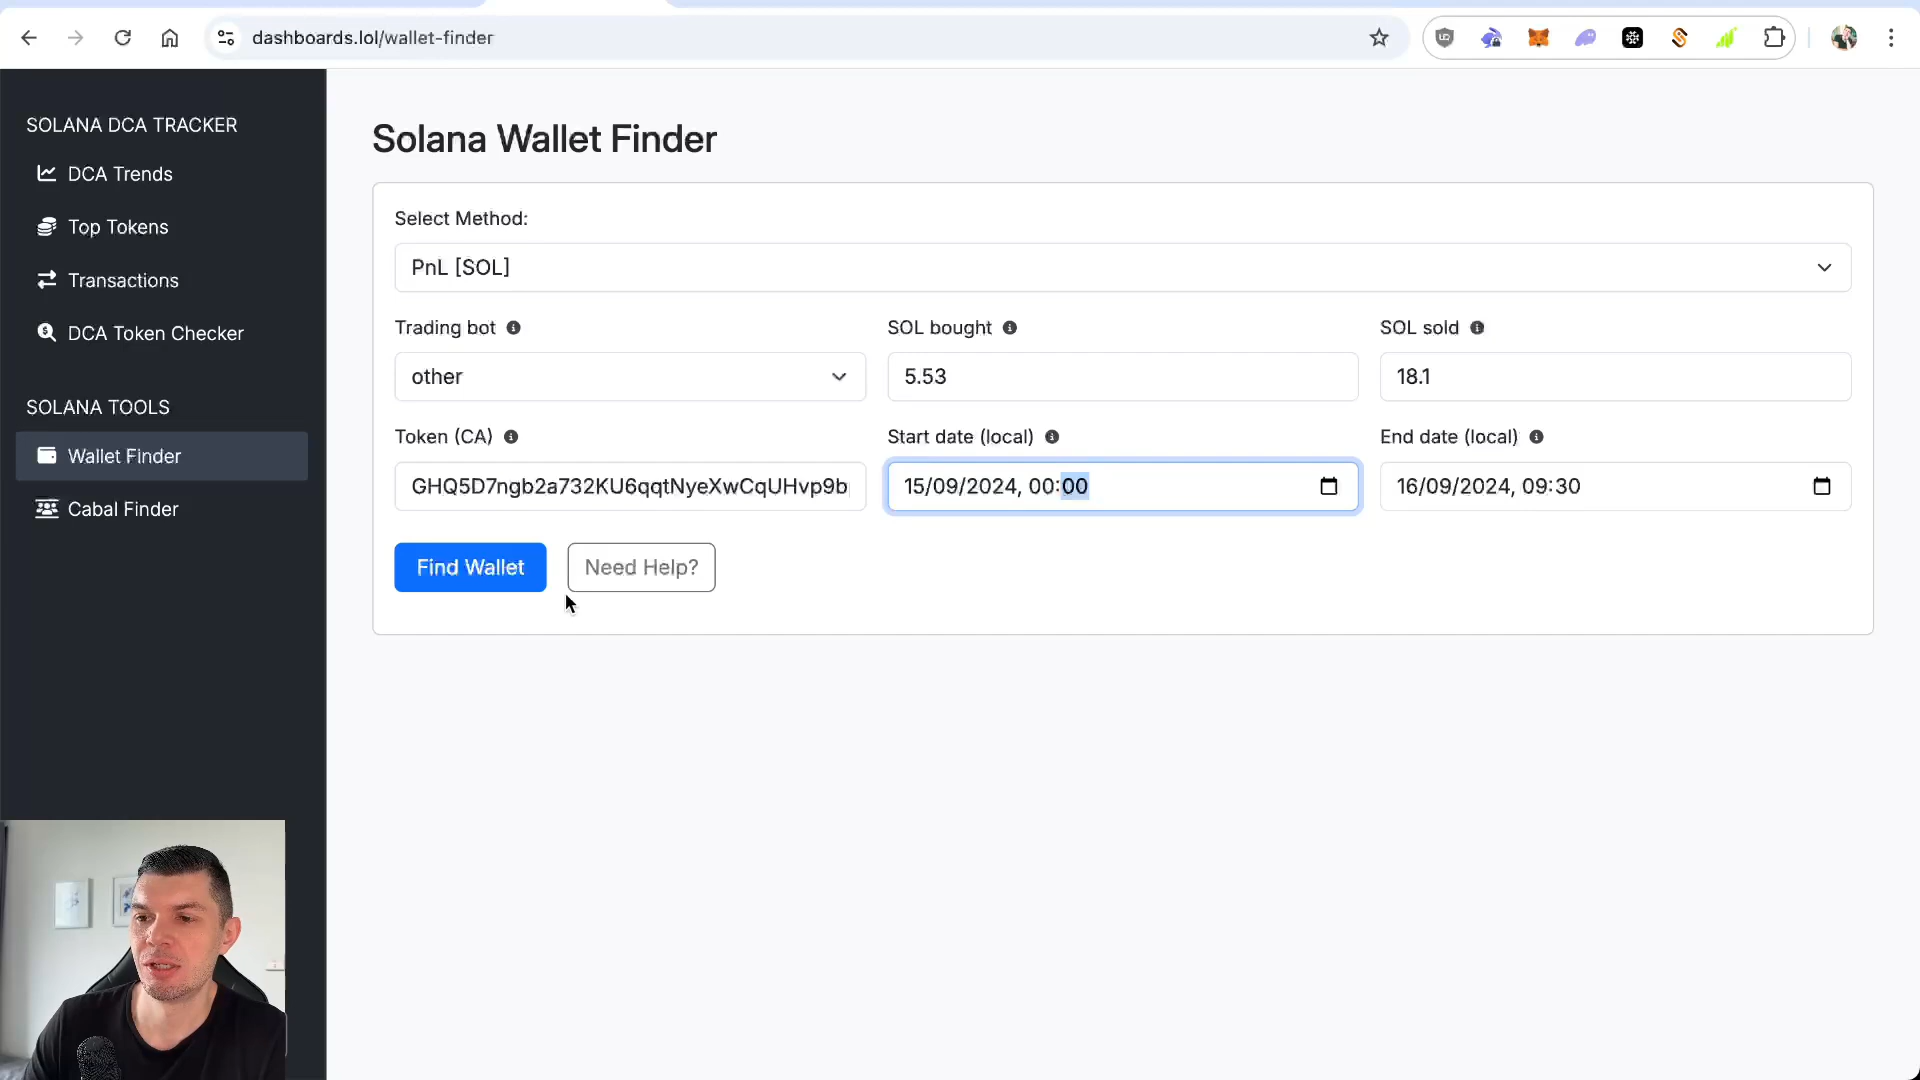 dashboards.lol/wallet-finder
SOLANA DCA TRACKER
DCA Trends
Top Tokens
Transactions
DCA Token Checker
SOLANA TOOLS
Wallet Finder
Cabal Finder
Solana Wallet Finder
Select Method:
PnL [SOL]
Trading bot
SOL bought
SOL sold
other
5.53
18.1
Token (CA)
Start date (local)
End date (local)
GHQ5D7ngb2a732KU6qqtNyeXwCqUHvp9b
15/09/2024, 00:00
16/09/2024, 09:30
Find Wallet
Need Help?